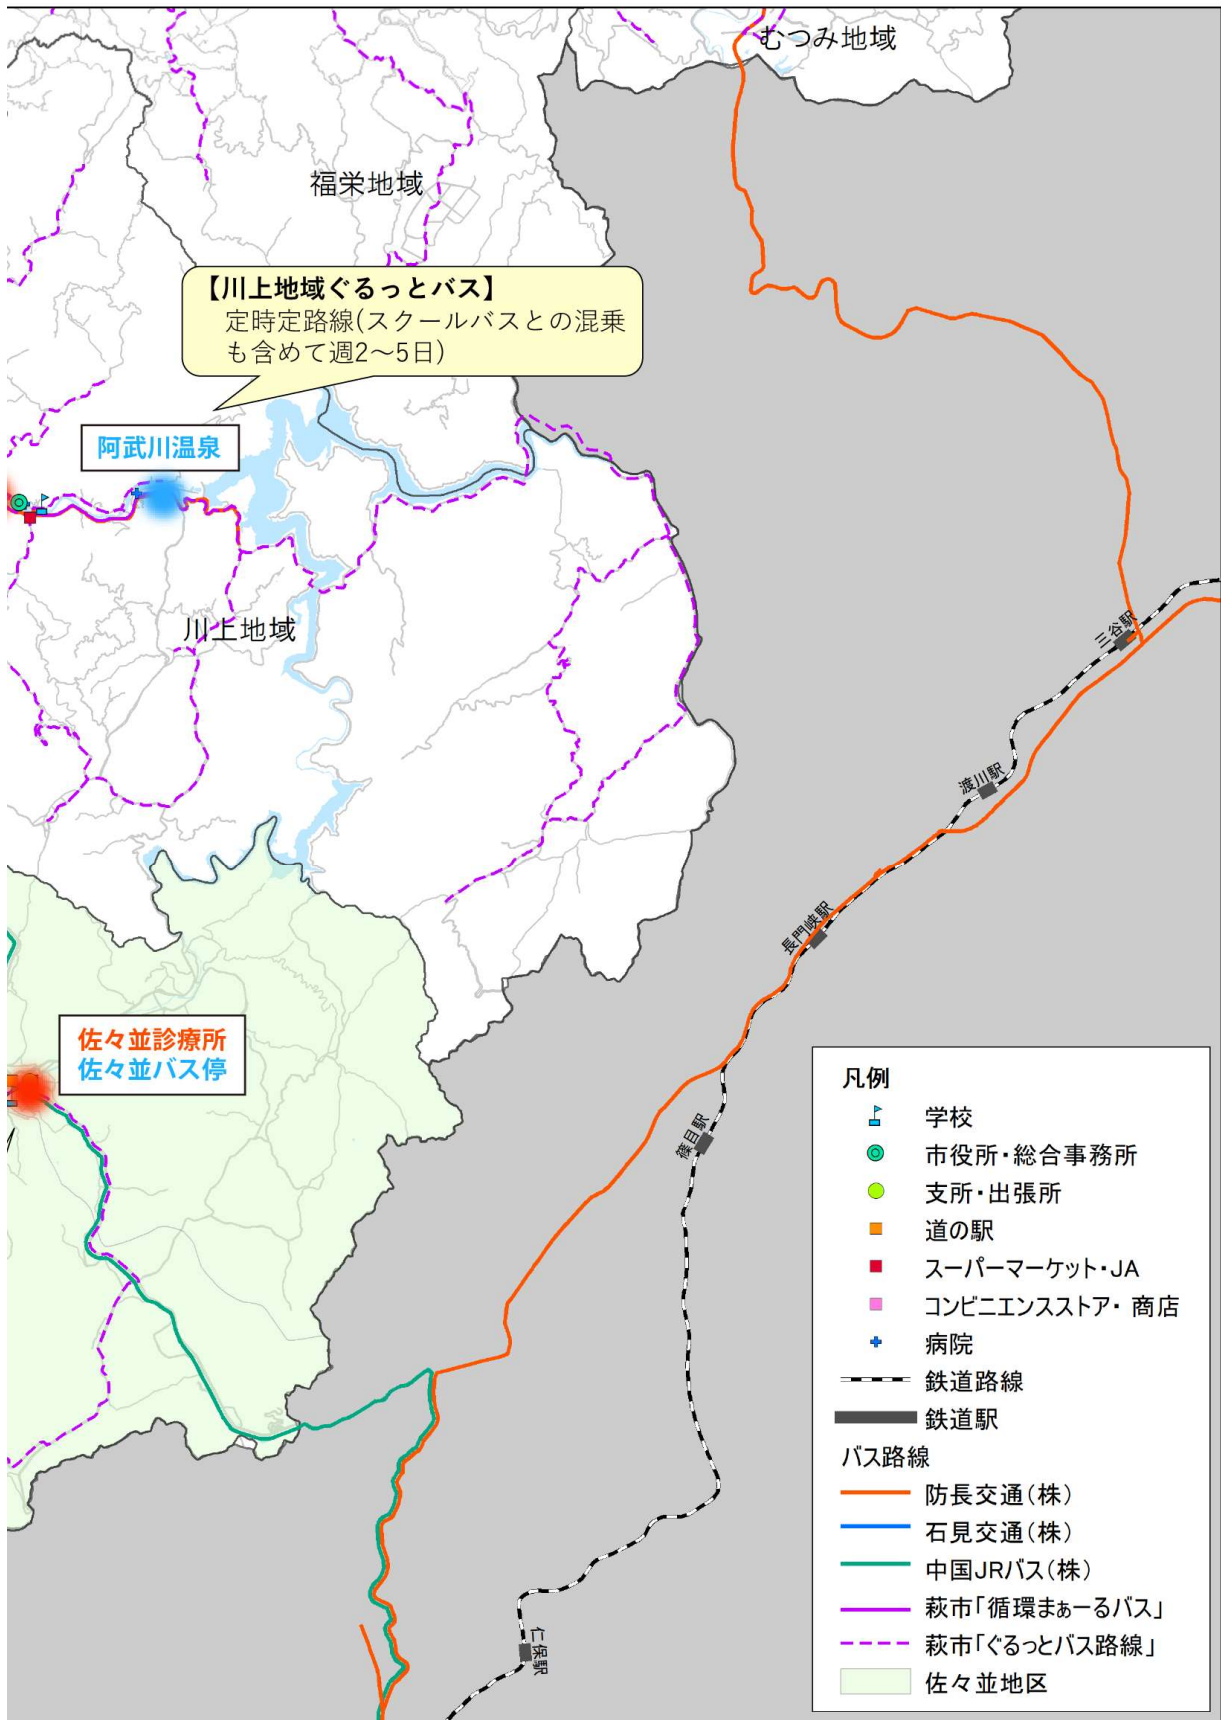 むつみ地域
福栄地域
【川上地域ぐるっとバス】
定時定路線(スクールバスとの混乗
も含めて週2～5日)
阿武川温泉
川上地域
三谷駅
渡川駅
長門峡駅
佐々並診療所
佐々並バス停
篠目駅
仁保駅
凡例
学校
市役所・総合事務所
支所・出張所
道の駅
スーパーマーケット・JA
コンビニエンスストア・商店
病院
鉄道路線
鉄道駅
バス路線
防長交通(株)
石見交通(株)
中国JRバス(株)
萩市「循環まぁーるバス」
萩市「ぐるっとバス路線」
佐々並地区